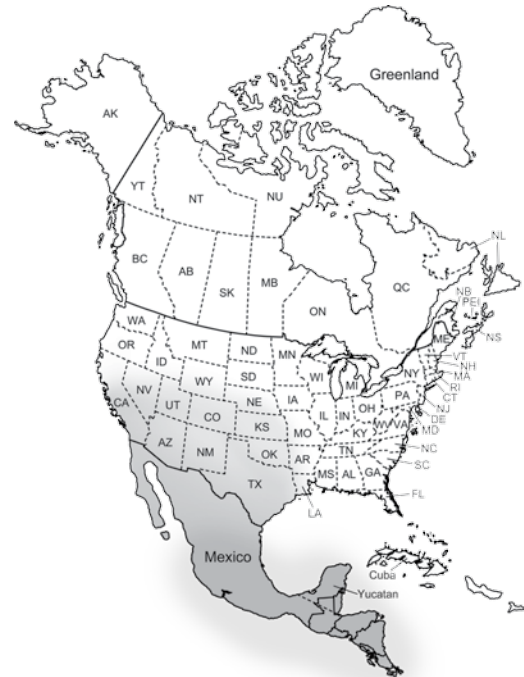 Greenland
AK
YT
NT
NU
NL
BC
AB
SK
MB
ON
QC
NB
PEI
NS
WA
OR
ID
MT
ND
MN
WI
MI
ME
VT
NH
MA
RI
CT
NY
PA
NJ
DE
MD
WY
SD
NE
IA
IL
IN
OH
WV
VA
NV
UT
CO
KS
MO
KY
NC
CA
AZ
NM
OK
AR
TN
SC
TX
MS
AL
GA
FL
LA
Mexico
Cuba
Yucatan